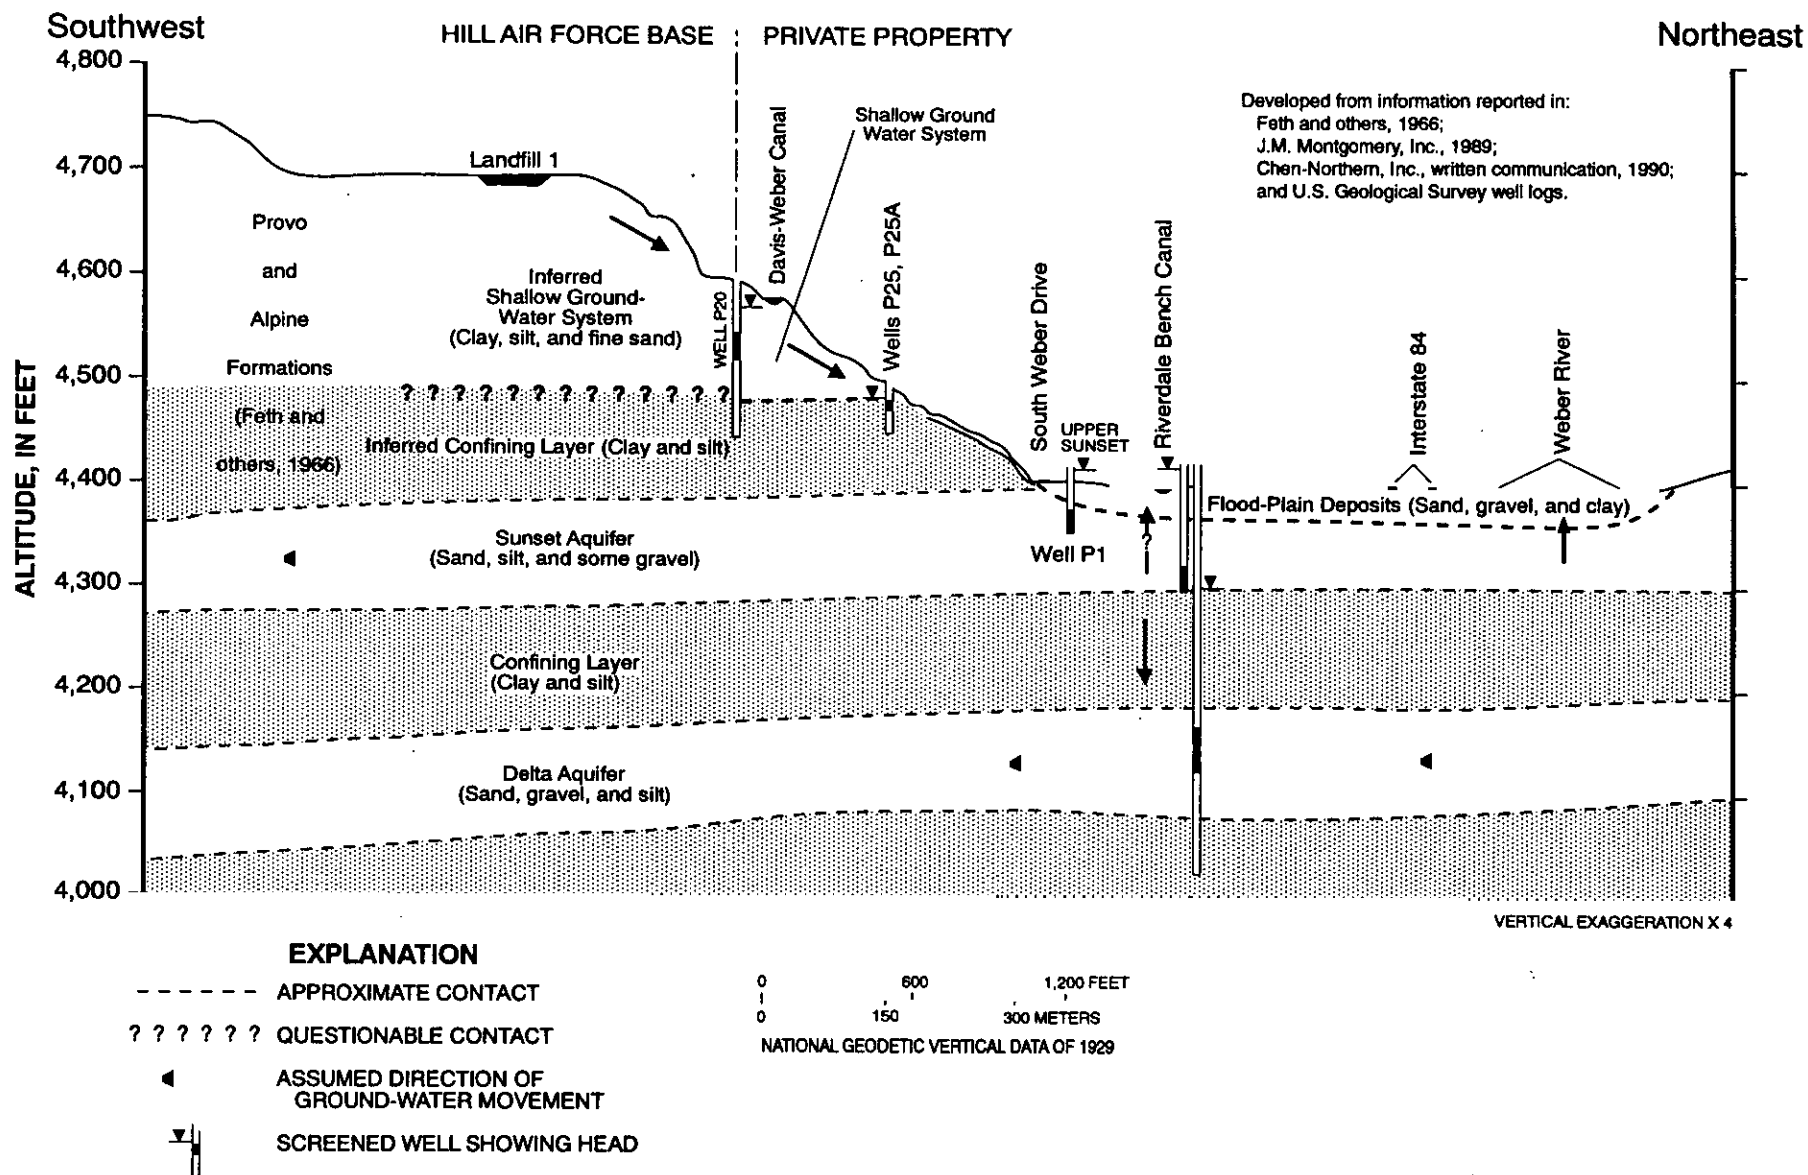 Southwest
HILL AIR FORCE BASE
PRIVATE PROPERTY
Northeast
4,800
4,700
4,600
4,500
4,400
4,300
4,200
4,100
4,000
ALTITUDE, IN FEET
Developed from information reported in:
Feth and others, 1966;
J.M. Montgomery, Inc., 1989;
Chen-Northern, Inc., written communication, 1990;
and U.S. Geological Survey well logs.
Landfill 1
Davis-Weber Canal
Shallow Ground
Water System
Wells P25, P25A
Provo
and
Alpine
Formations
(Feth and
others, 1966)
Inferred
Shallow Ground-
Water System
(Clay, silt, and fine sand)
WELL P20
South Weber Drive
UPPER
SUNSET
Riverdale Bench Canal
Interstate 84
Weber River
? ? ? ? ? ? ? ? ? ? ? ?
Inferred Confining Layer (Clay and silt)
Flood-Plain Deposits (Sand, gravel, and clay)
Sunset Aquifer
(Sand, silt, and some gravel)
Well P1
?
Confining Layer
(Clay and silt)
Delta Aquifer
(Sand, gravel, and silt)
VERTICAL EXAGGERATION X 4
EXPLANATION
APPROXIMATE CONTACT
? ? ? ? ? ? QUESTIONABLE CONTACT
ASSUMED DIRECTION OF
GROUND-WATER MOVEMENT
SCREENED WELL SHOWING HEAD
0 600 1,200 FEET
0 150 300 METERS
NATIONAL GEODETIC VERTICAL DATA OF 1929